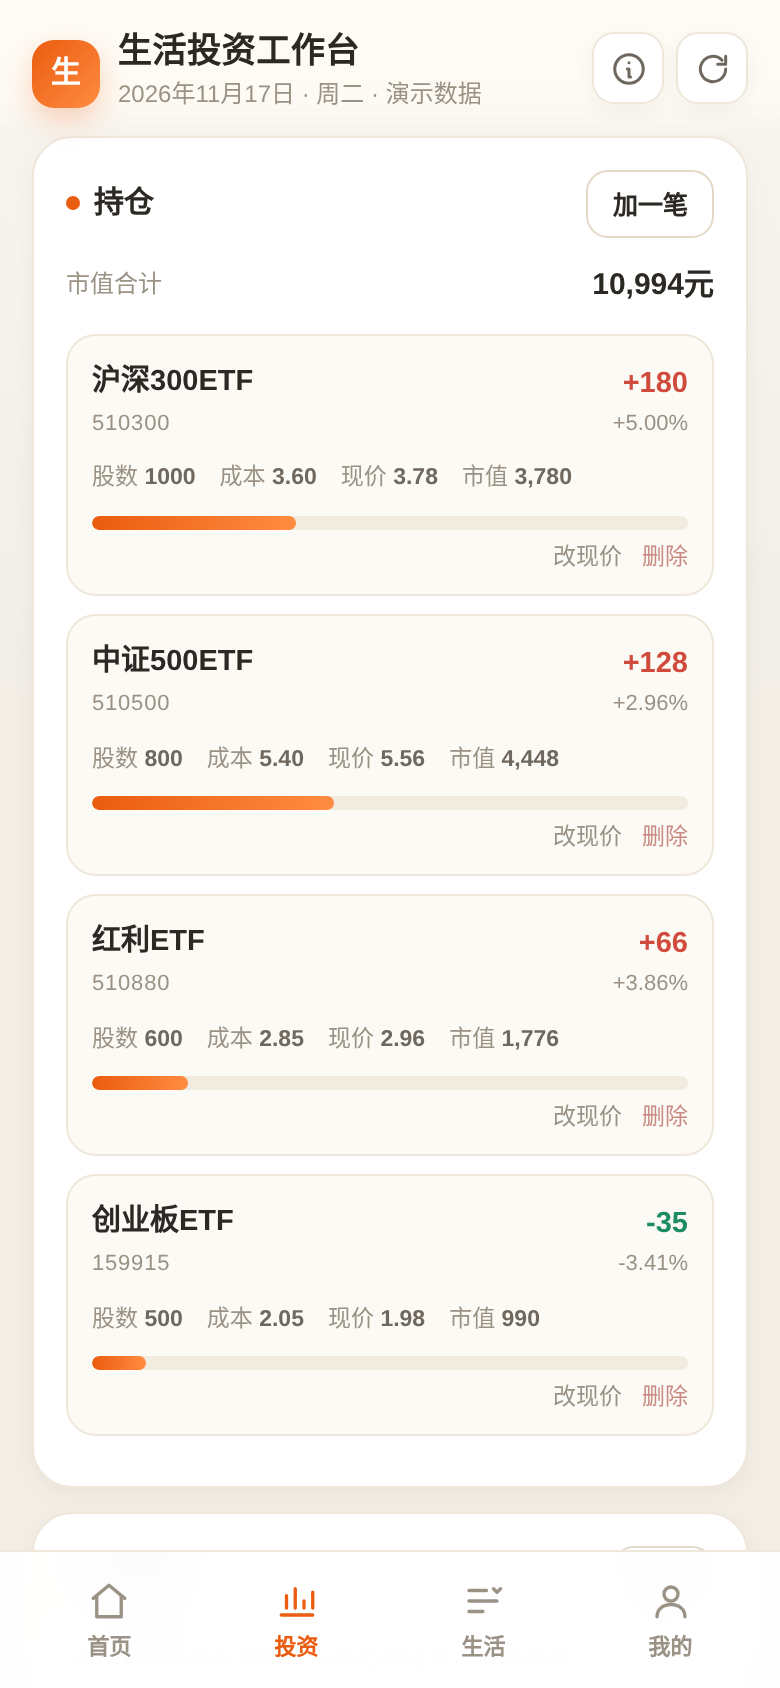 生
生活投资工作台
2026年11月17日 · 周二 · 演示数据
持仓
加一笔
市值合计
10,994元
沪深300ETF
+180
510300
+5.00%
股数 1000 成本 3.60 现价 3.78 市值 3,780
改现价 删除
中证500ETF
+128
510500
+2.96%
股数 800 成本 5.40 现价 5.56 市值 4,448
改现价 删除
红利ETF
+66
510880
+3.86%
股数 600 成本 2.85 现价 2.96 市值 1,776
改现价 删除
创业板ETF
-35
159915
-3.41%
股数 500 成本 2.05 现价 1.98 市值 990
改现价 删除
首页 投资 生活 我的